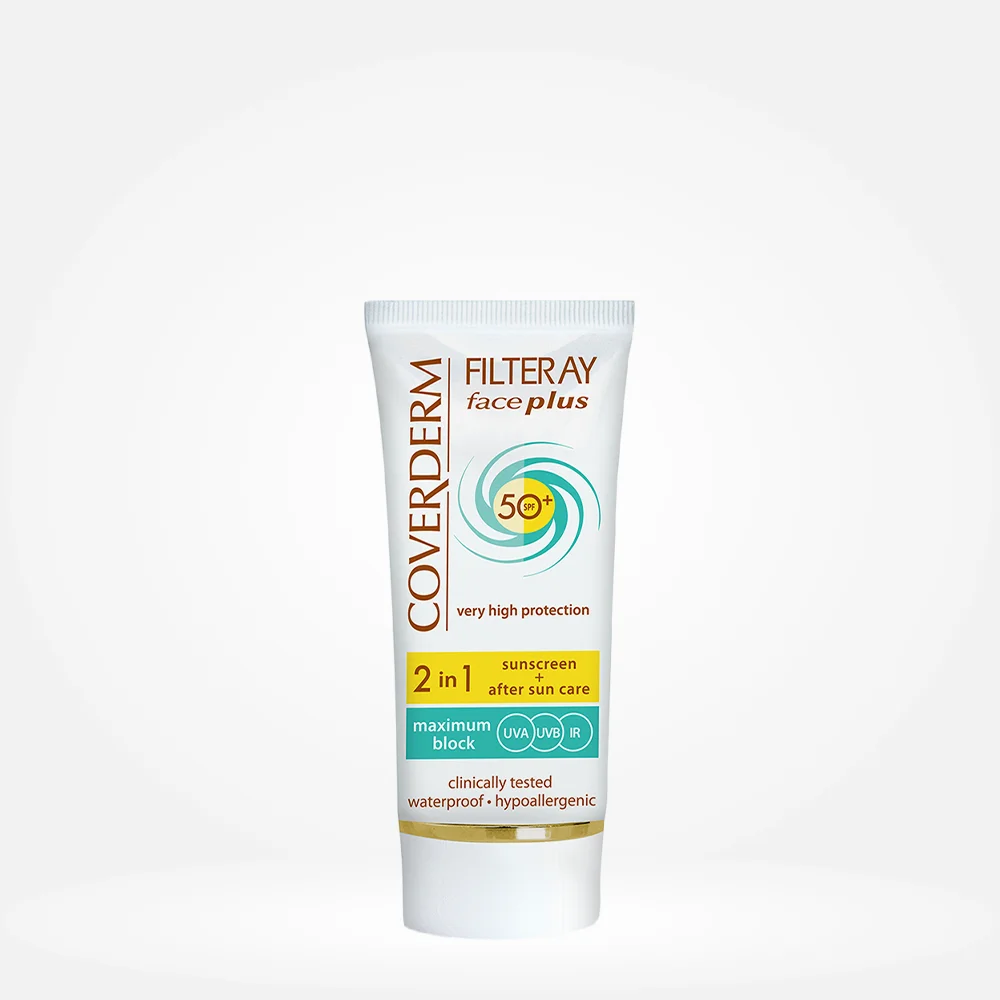 COVERDERM
FILTERAY
face plus
50+
SPF
very high protection
2 in 1
sunscreen
+
after sun care
maximum
block
UVA UVB IR
clinically tested
waterproof • hypoallergenic